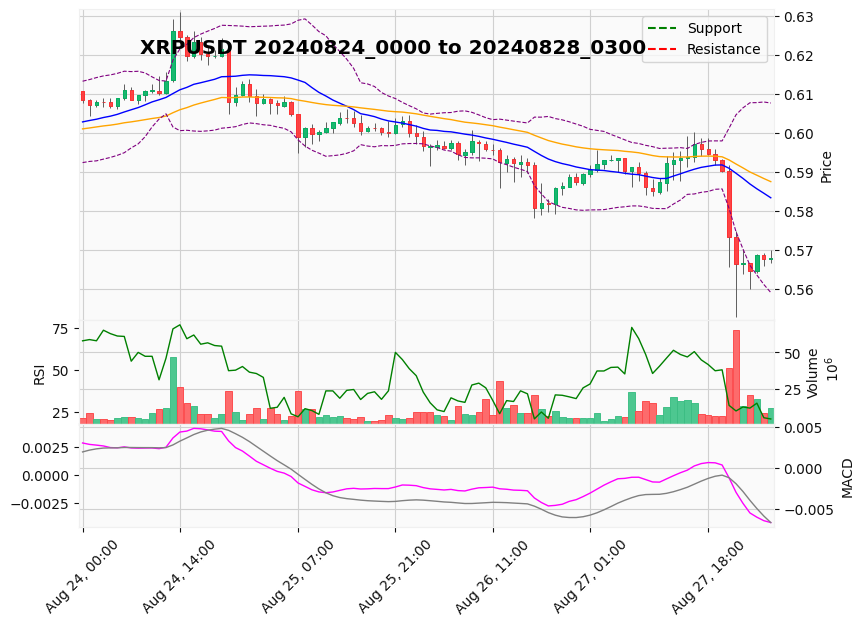 XRPUSDT 20240824_0000 to 20240828_0300
Support
Resistance
0.63
0.62
0.61
0.60
0.59
0.58
0.57
0.56
Price
75
50
25
RSI
50
25
Volume
10^6
0.0025
0.0000
−0.0025
0.005
0.000
−0.005
MACD
Aug 24, 00:00
Aug 24, 14:00
Aug 25, 07:00
Aug 25, 21:00
Aug 26, 11:00
Aug 27, 01:00
Aug 27, 18:00